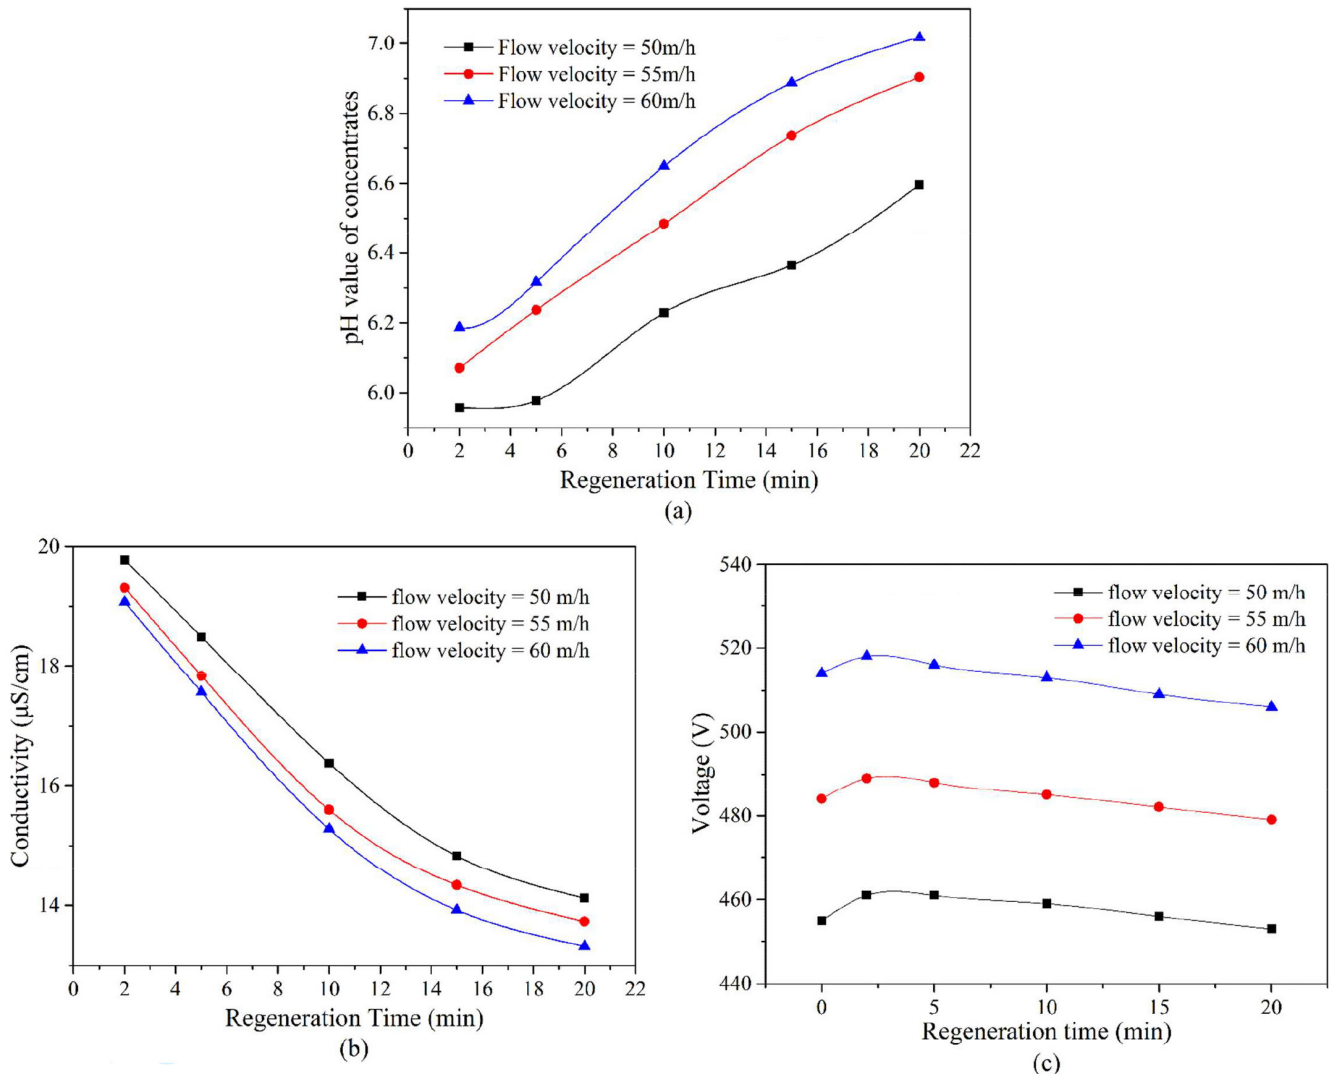 7.0
6.8
6.6
6.4
6.2
6.0
pH value of concentrates
Flow velocity = 50m/h
Flow velocity = 55m/h
Flow velocity = 60m/h
0 2 4 6 8 10 12 14 16 18 20 22
Regeneration Time (min)
(a)
20
18
16
14
Conductivity (μS/cm)
flow velocity = 50 m/h
flow velocity = 55 m/h
flow velocity = 60 m/h
0 2 4 6 8 10 12 14 16 18 20 22
Regeneration Time (min)
(b)
540
520
500
480
460
440
Voltage (V)
flow velocity = 50 m/h
flow velocity = 55 m/h
flow velocity = 60 m/h
0 5 10 15 20
Regeneration time (min)
(c)